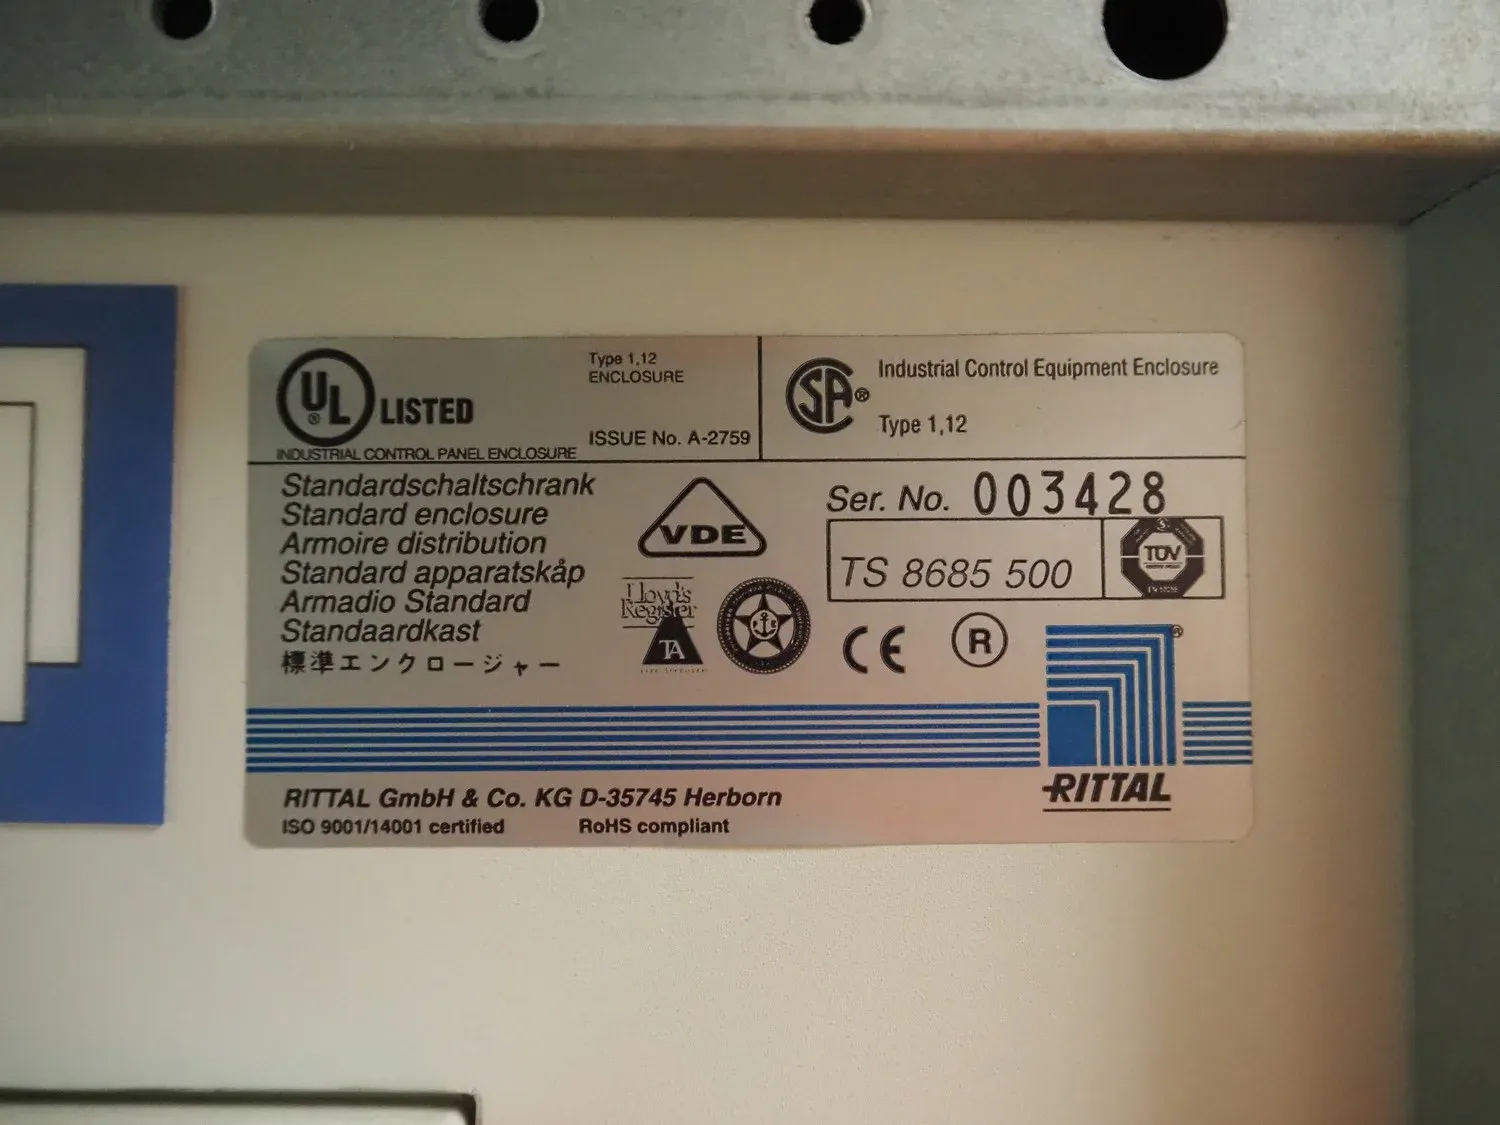 UL® LISTED
INDUSTRIAL CONTROL PANEL ENCLOSURE
Type 1,12
ENCLOSURE
ISSUE No. A-2759
SA®
Industrial Control Equipment Enclosure
Type 1,12
Standardschaltschrank
Standard enclosure
Armoire distribution
Standard apparatskåp
Armadio Standard
Standaardkast
標準エンクロージャー
VDE
Lloyd's
Register
TA
Ser. No. 003428
TS 8685 500
TÜV
CE
R
®
RITTAL
RITTAL GmbH & Co. KG D-35745 Herborn
ISO 9001/14001 certified RoHS compliant